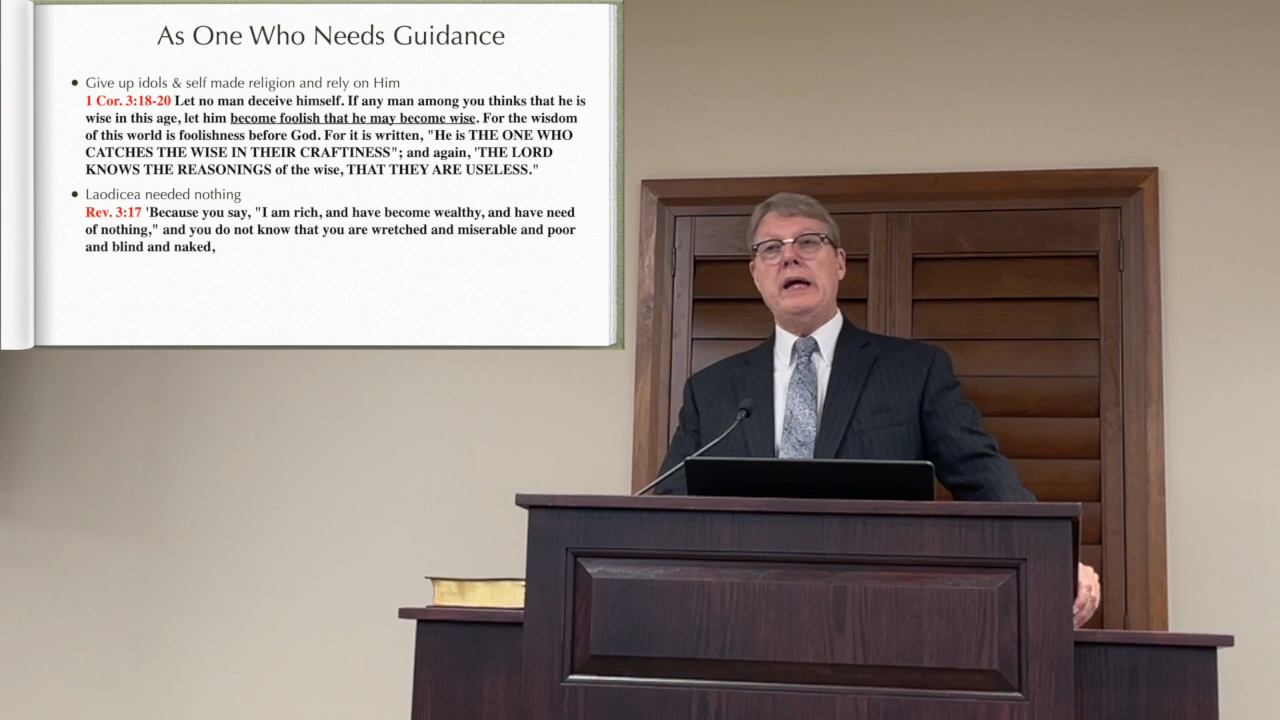 As One Who Needs Guidance
• Give up idols & self made religion and rely on Him
1 Cor. 3:18-20 Let no man deceive himself. If any man among you thinks that he is
wise in this age, let him become foolish that he may become wise. For the wisdom
of this world is foolishness before God. For it is written, "He is THE ONE WHO
CATCHES THE WISE IN THEIR CRAFTINESS"; and again, 'THE LORD
KNOWS THE REASONINGS of the wise, THAT THEY ARE USELESS."
• Laodicea needed nothing
Rev. 3:17 'Because you say, "I am rich, and have become wealthy, and have need
of nothing," and you do not know that you are wretched and miserable and poor
and blind and naked,